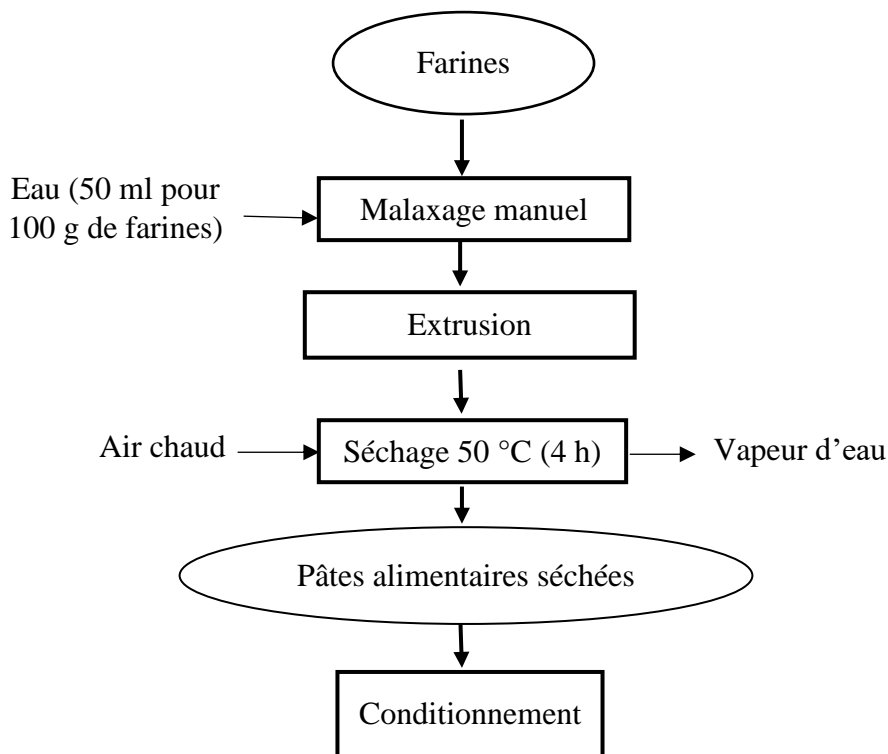 Farines
Eau (50 ml pour
100 g de farines)
Malaxage manuel
Extrusion
Air chaud
Séchage 50 °C (4 h)
Vapeur d’eau
Pâtes alimentaires séchées
Conditionnement